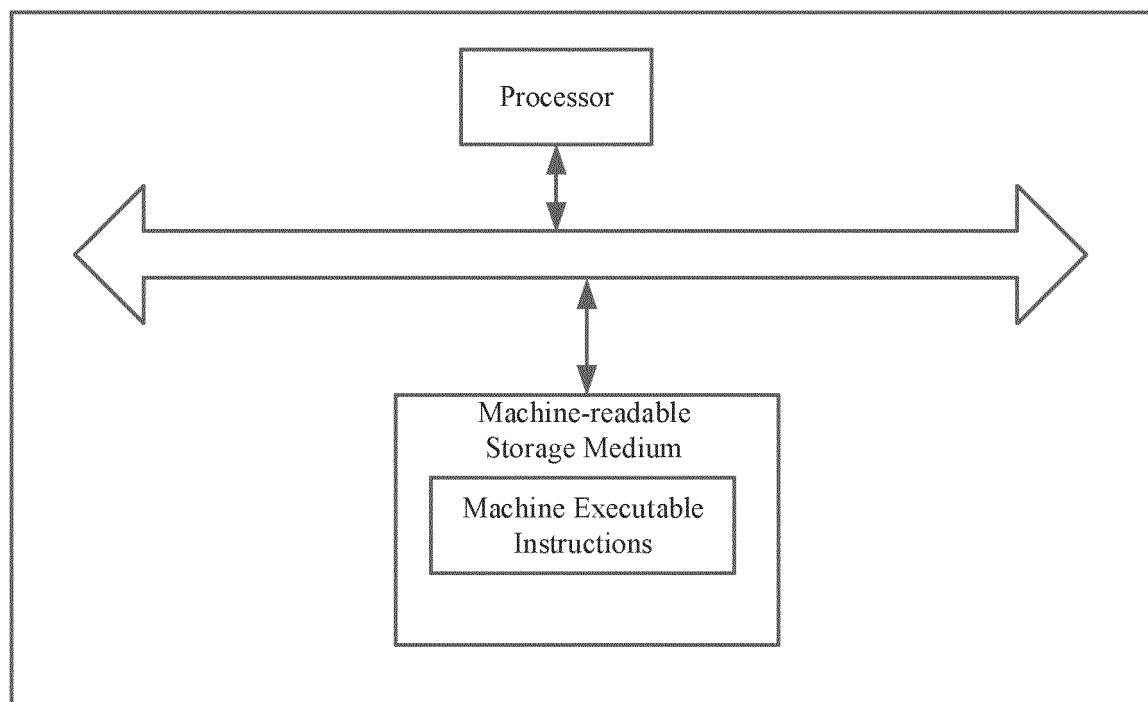 Processor
Machine-readable
Storage Medium
Machine Executable
Instructions